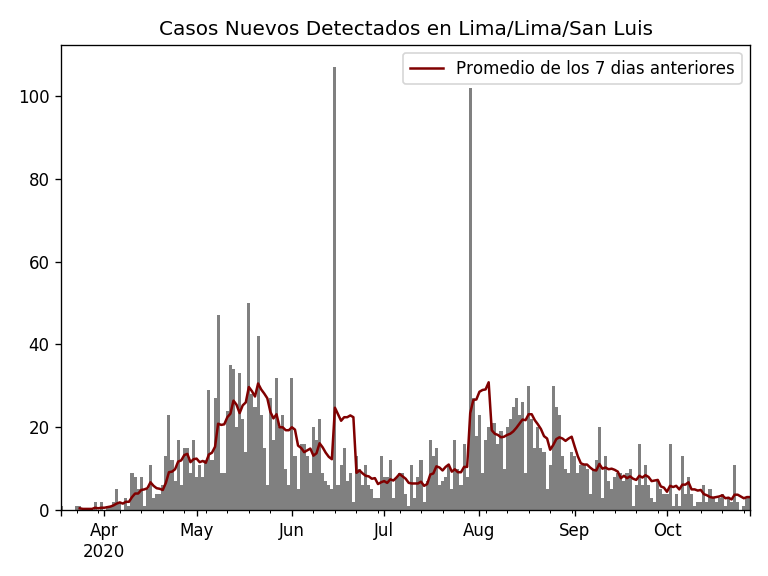 Casos Nuevos Detectados en Lima/Lima/San Luis
Promedio de los 7 dias anteriores
100
80
60
40
20
0
Apr May Jun Jul Aug Sep Oct
2020